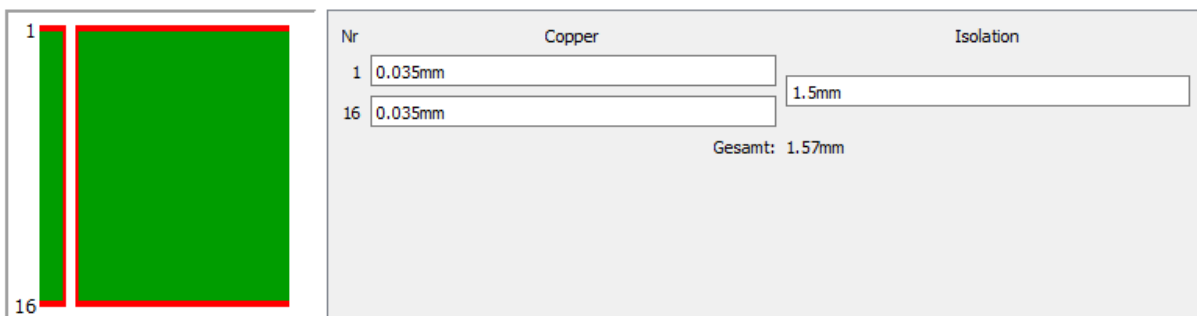 1
16
Nr Copper Isolation
1 0.035mm
1.5mm
16 0.035mm
Gesamt: 1.57mm